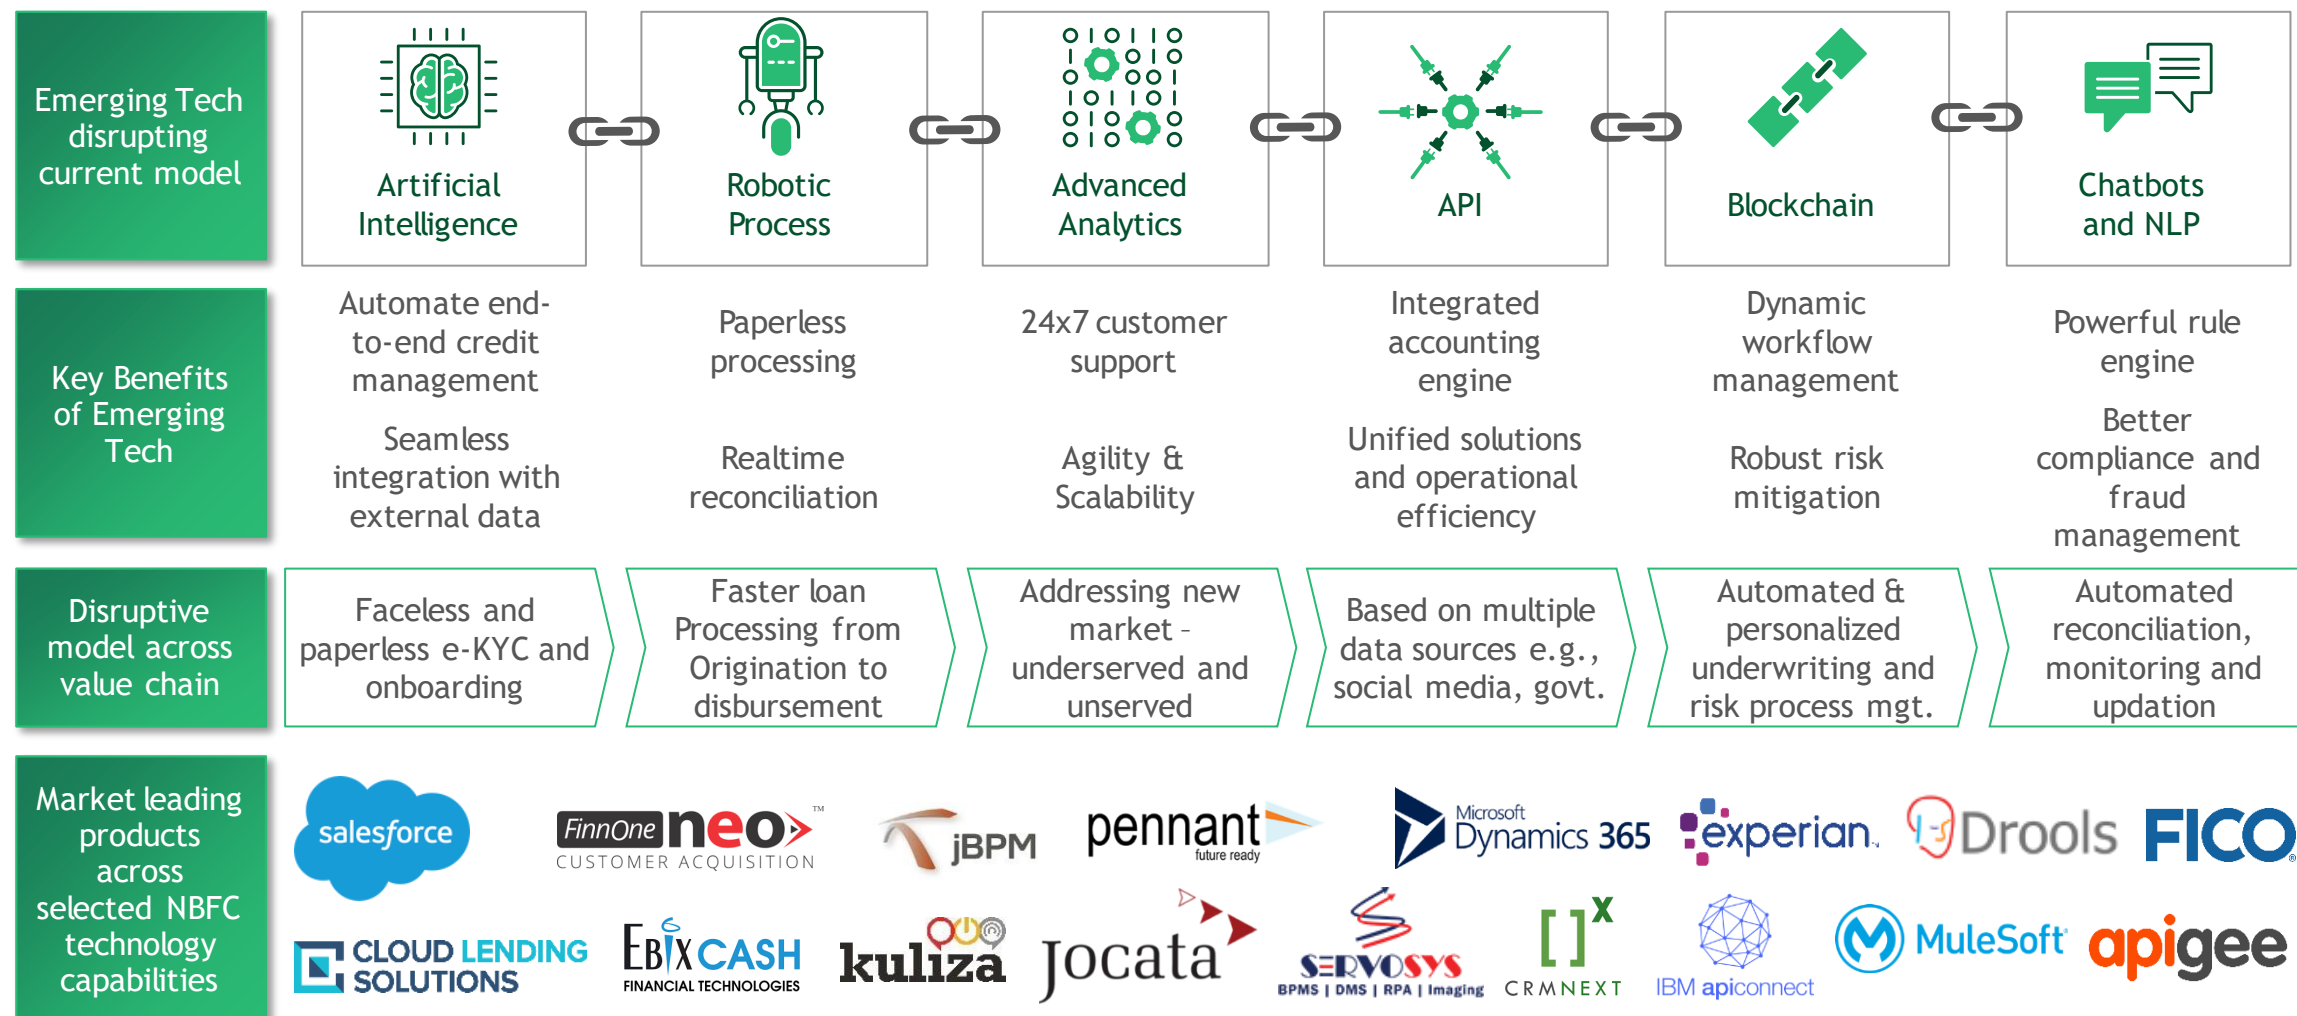 Emerging Tech
disrupting
current model
Artificial
Intelligence
Robotic
Process
Advanced
Analytics
API
Blockchain
Chatbots
and NLP
Key Benefits
of Emerging
Tech
Automate end-
to-end credit
management
Paperless
processing
24x7 customer
support
Integrated
accounting
engine
Dynamic
workflow
management
Powerful rule
engine
Seamless
integration with
external data
Realtime
reconciliation
Agility &
Scalability
Unified solutions
and operational
efficiency
Robust risk
mitigation
Better
compliance and
fraud
management
Disruptive
model across
value chain
Faceless and
paperless e-KYC and
onboarding
Faster loan
Processing from
Origination to
disbursement
Addressing new
market –
underserved and
unserved
Based on multiple
data sources e.g.,
social media, govt.
Automated &
personalized
underwriting and
risk process mgt.
Automated
reconciliation,
monitoring and
updation
Market leading
products
across
selected NBFC
technology
capabilities
salesforce
FinnOne neo™
CUSTOMER ACQUISITION
jBPM
pennant
future ready
Microsoft
Dynamics 365
experian™
Drools
FICO®
CLOUD LENDING
SOLUTIONS
EBIXCASH
FINANCIAL TECHNOLOGIES
kuliza
Jocata
SERVOSYS
BPMS | DMS | RPA | Imaging
[ ]X
CRMNEXT
IBM apiconnect
MuleSoft
apigee